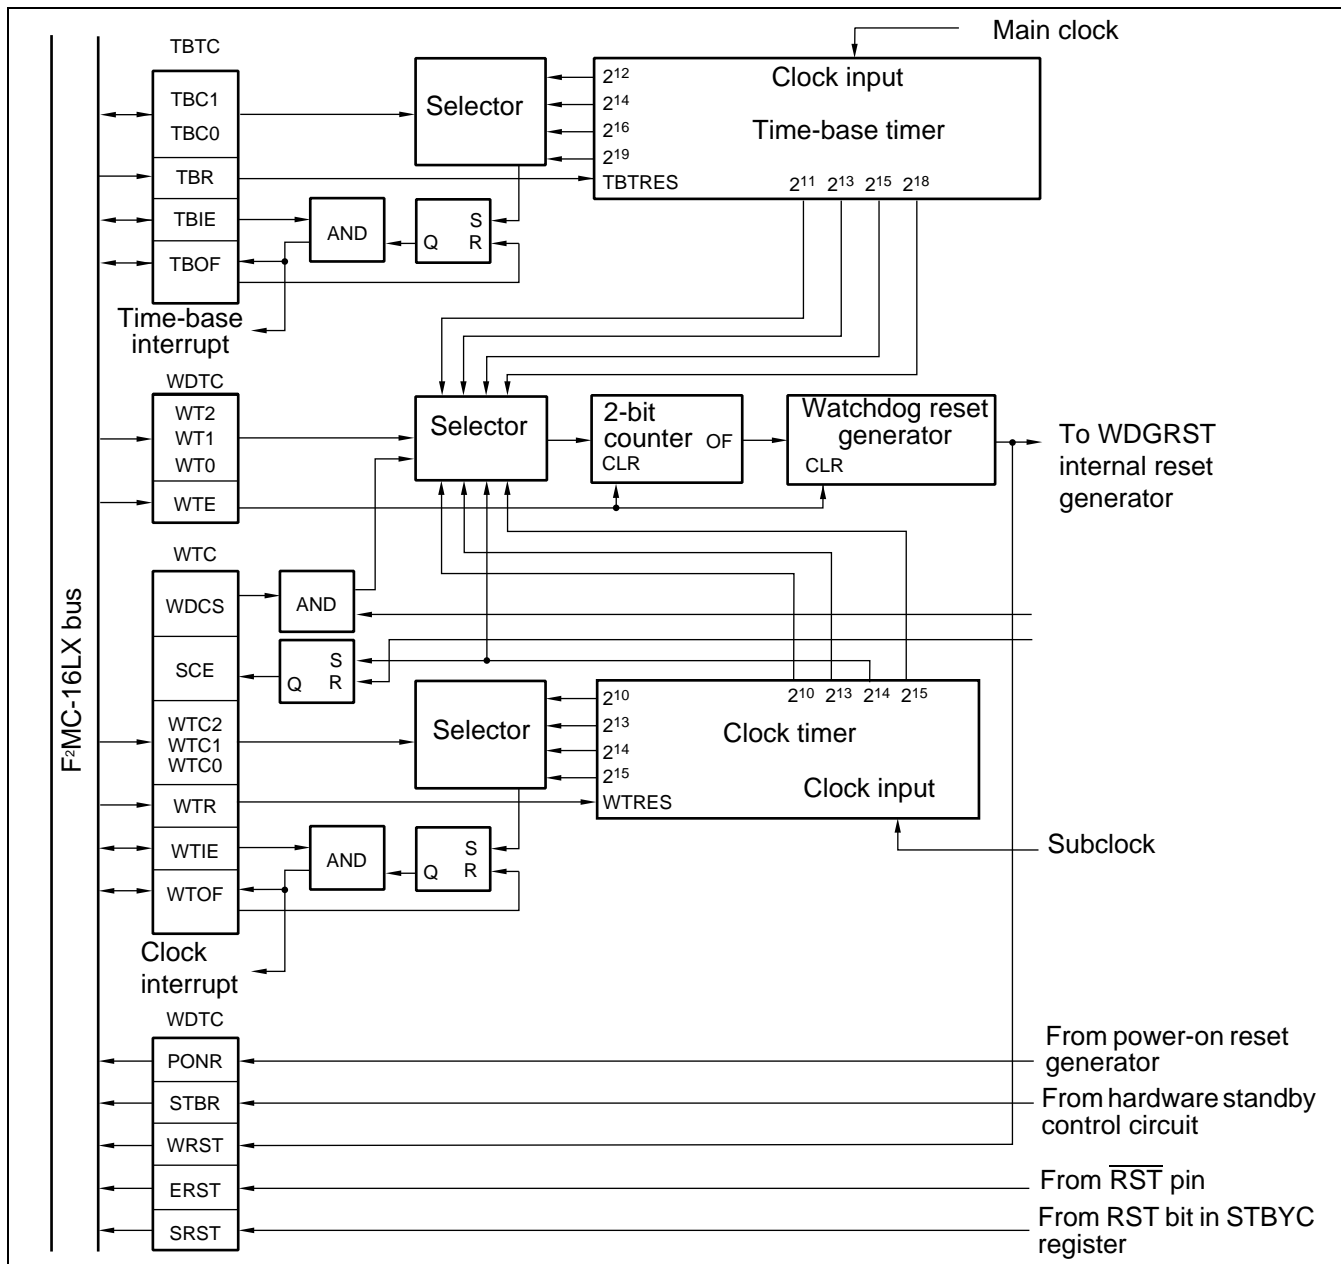 Main clock
TBTC
TBC1
TBC0
TBR
TBIE
TBOF
Selector
2¹²
2¹⁴
2¹⁶
2¹⁹
TBTRES
Clock input
Time-base timer
2¹¹ 2¹³ 2¹⁵ 2¹⁸
AND
S
Q R
Time-base
interrupt
WDTC
WT2
WT1
WT0
WTE
Selector
2-bit
counter OF
CLR
Watchdog reset
generator
CLR
To WDGRST
internal reset
generator
F²MC-16LX bus
WTC
WDCS
SCE
WTC2
WTC1
WTC0
WTR
WTIE
WTOF
AND
S
Q R
Selector
2¹⁰
2¹³
2¹⁴
2¹⁵
WTRES
2¹⁰ 2¹³ 2¹⁴ 2¹⁵
Clock timer
Clock input
Subclock
AND
S
Q R
Clock
interrupt
WDTC
PONR
STBR
WRST
ERST
SRST
From power-on reset
generator
From hardware standby
control circuit
From R̅S̅T̅ pin
From RST bit in STBYC
register